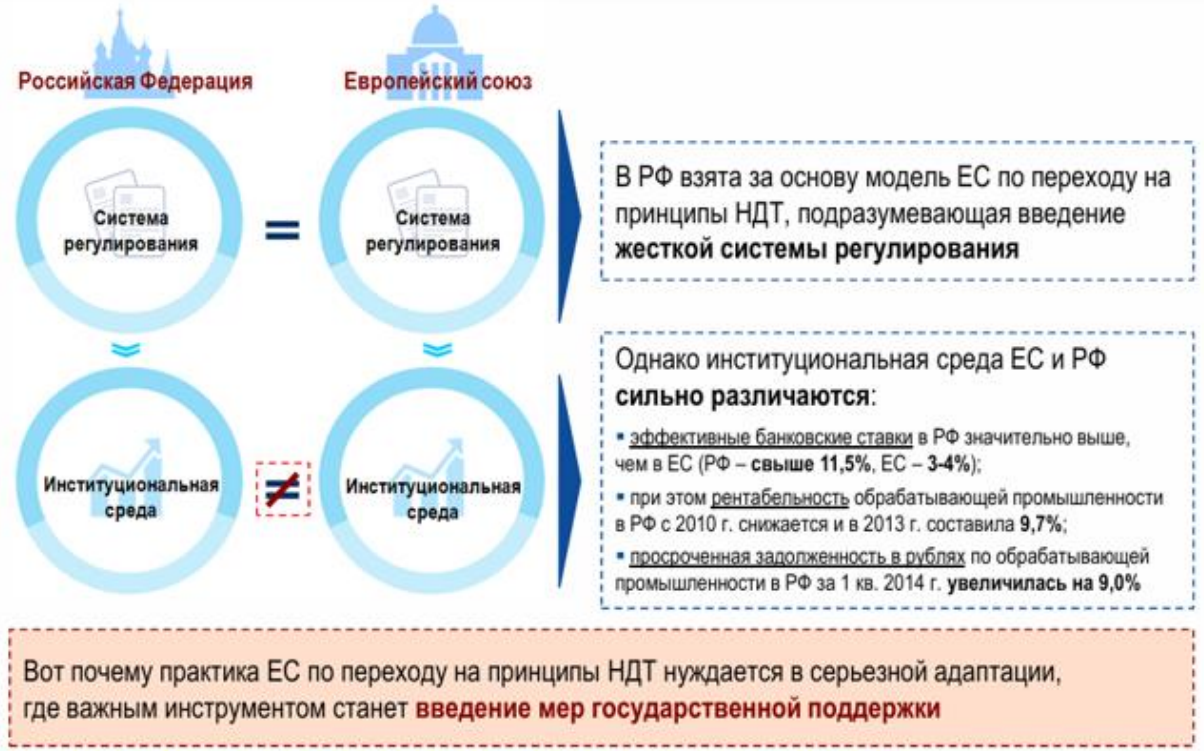 Российская Федерация
Европейский союз
Система
регулирования
=
Система
регулирования
В РФ взята за основу модель ЕС по переходу на
принципы НДТ, подразумевающая введение
жесткой системы регулирования
Институциональная
среда
≠
Институциональная
среда
Однако институциональная среда ЕС и РФ
сильно различаются:
▪ эффективные банковские ставки в РФ значительно выше,
чем в ЕС (РФ – свыше 11,5%, ЕС – 3-4%);
▪ при этом рентабельность обрабатывающей промышленности
в РФ с 2010 г. снижается и в 2013 г. составила 9,7%;
▪ просроченная задолженность в рублях по обрабатывающей
промышленности в РФ за 1 кв. 2014 г. увеличилась на 9,0%
Вот почему практика ЕС по переходу на принципы НДТ нуждается в серьезной адаптации,
где важным инструментом станет введение мер государственной поддержки